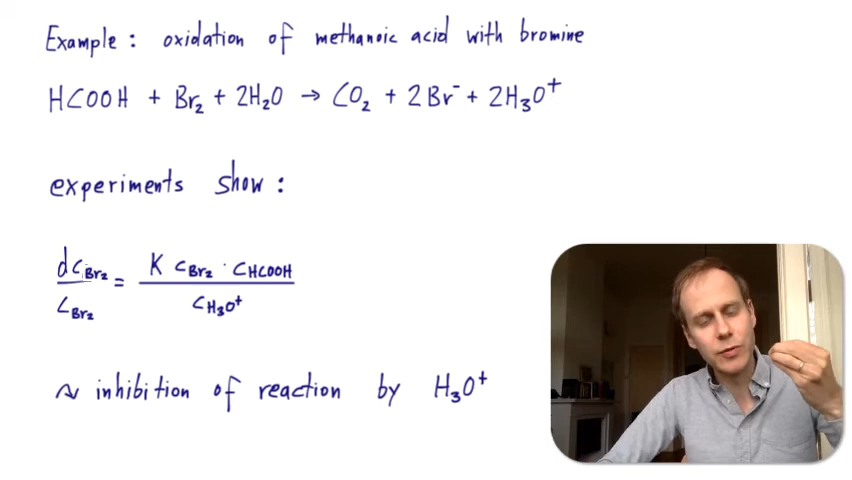 Example: oxidation of methanoic acid with bromine
HCOOH + Br₂ + 2H₂O → CO₂ + 2Br⁻ + 2H₃O⁺
experiments show:
dc_Br₂ / c_Br₂ = K c_Br₂ · c_HCOOH / c_H₃O⁺
~ inhibition of reaction by H₃O⁺